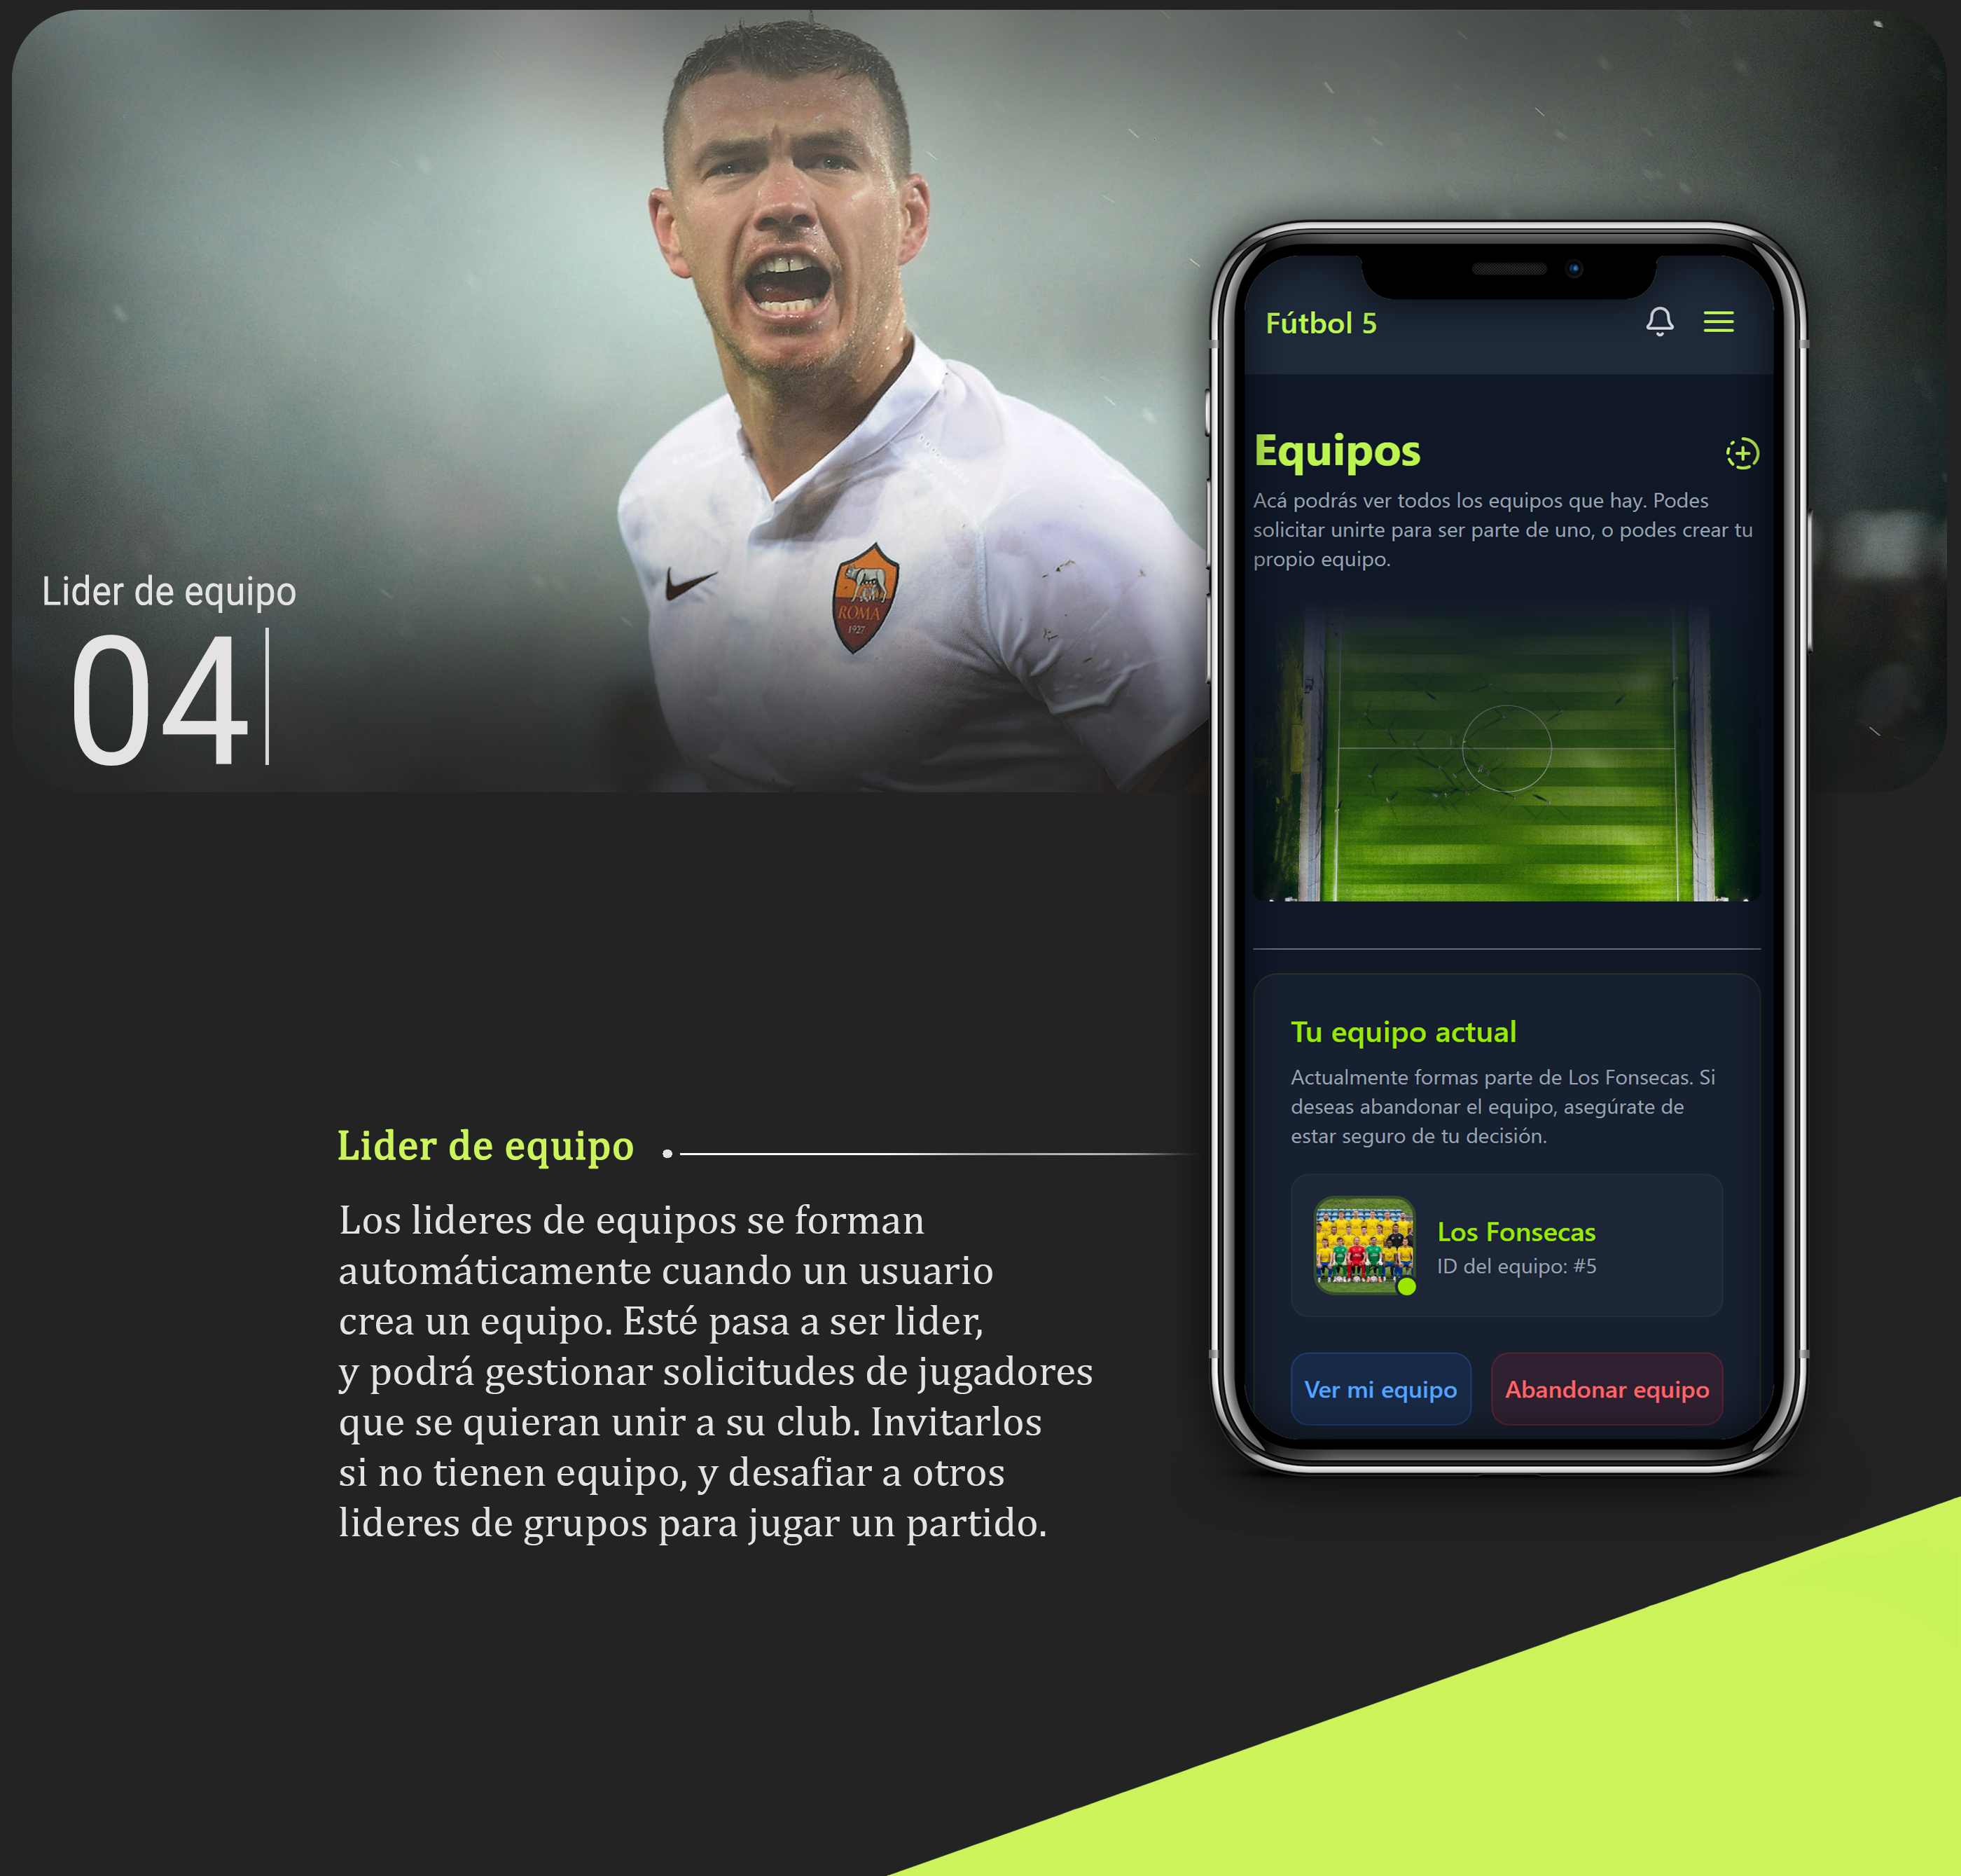 Lider de equipo
04
ROMA
1927
Fútbol 5
Equipos
Acá podrás ver todos los equipos que hay. Podes
solicitar unirte para ser parte de uno, o podes crear tu
propio equipo.
Tu equipo actual
Actualmente formas parte de Los Fonsecas. Si
deseas abandonar el equipo, asegúrate de
estar seguro de tu decisión.
Los Fonsecas
ID del equipo: #5
Ver mi equipo
Abandonar equipo
Lider de equipo
Los lideres de equipos se forman
automáticamente cuando un usuario
crea un equipo. Esté pasa a ser lider,
y podrá gestionar solicitudes de jugadores
que se quieran unir a su club. Invitarlos
si no tienen equipo, y desafiar a otros
lideres de grupos para jugar un partido.